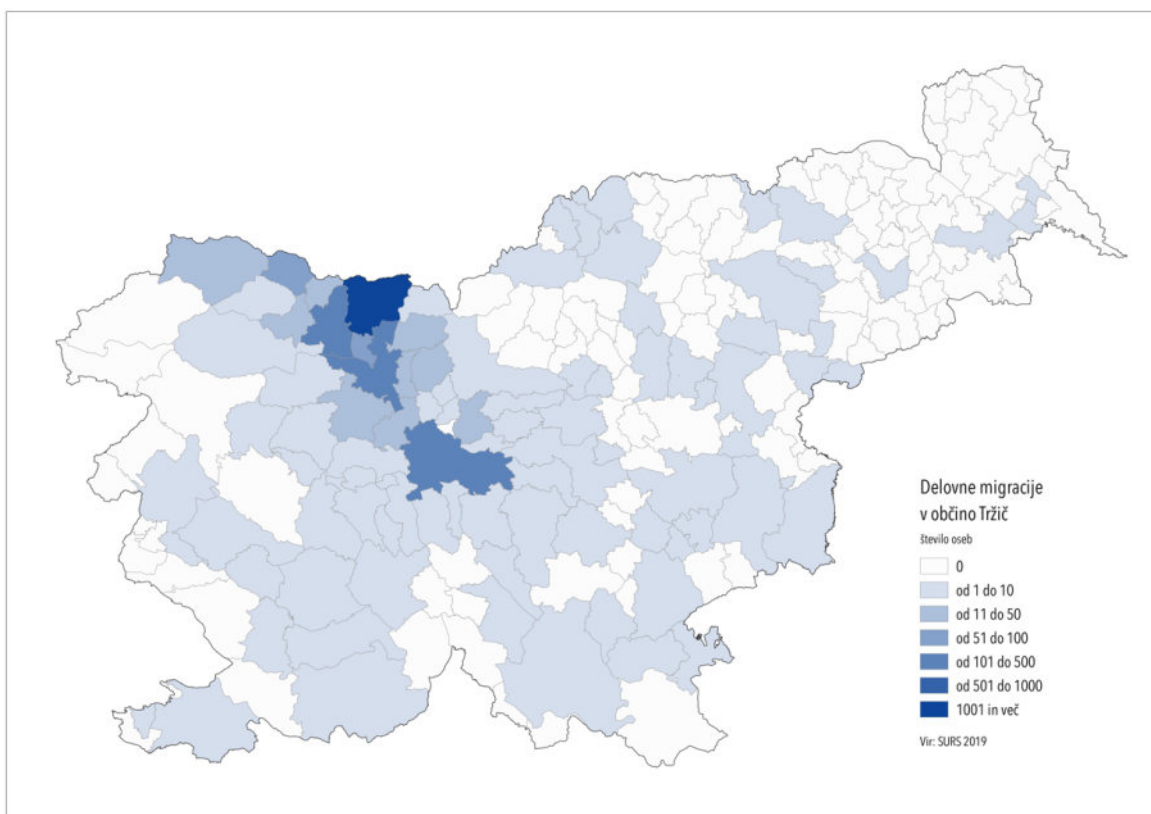 Delovne migracije
v občino Tržič
število oseb
0
od 1 do 10
od 11 do 50
od 51 do 100
od 101 do 500
od 501 do 1000
1001 in več
Vir: SURS 2019